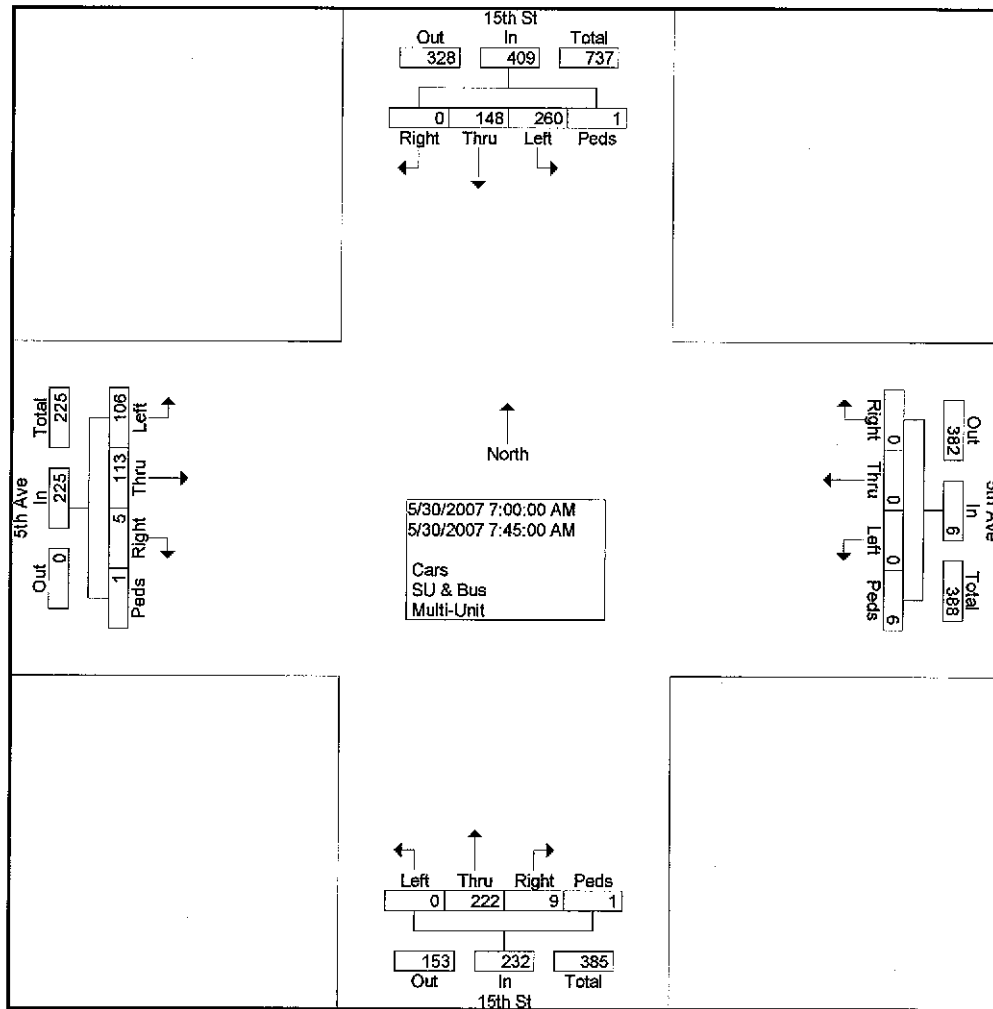 15th St
Out In Total
328 409 737
0 148 260 1
Right Thru Left Peds
5th Ave
Total In Out
225 225 0
106 113 5 1
Left Thru Right Peds
North
5/30/2007 7:00:00 AM
5/30/2007 7:45:00 AM
Cars
SU & Bus
Multi-Unit
Right Thru Left Peds
0 0 0 6
Out In Total
382 6 388
Ave
Left Thru Right Peds
0 222 9 1
153 232 385
Out In Total
15th St